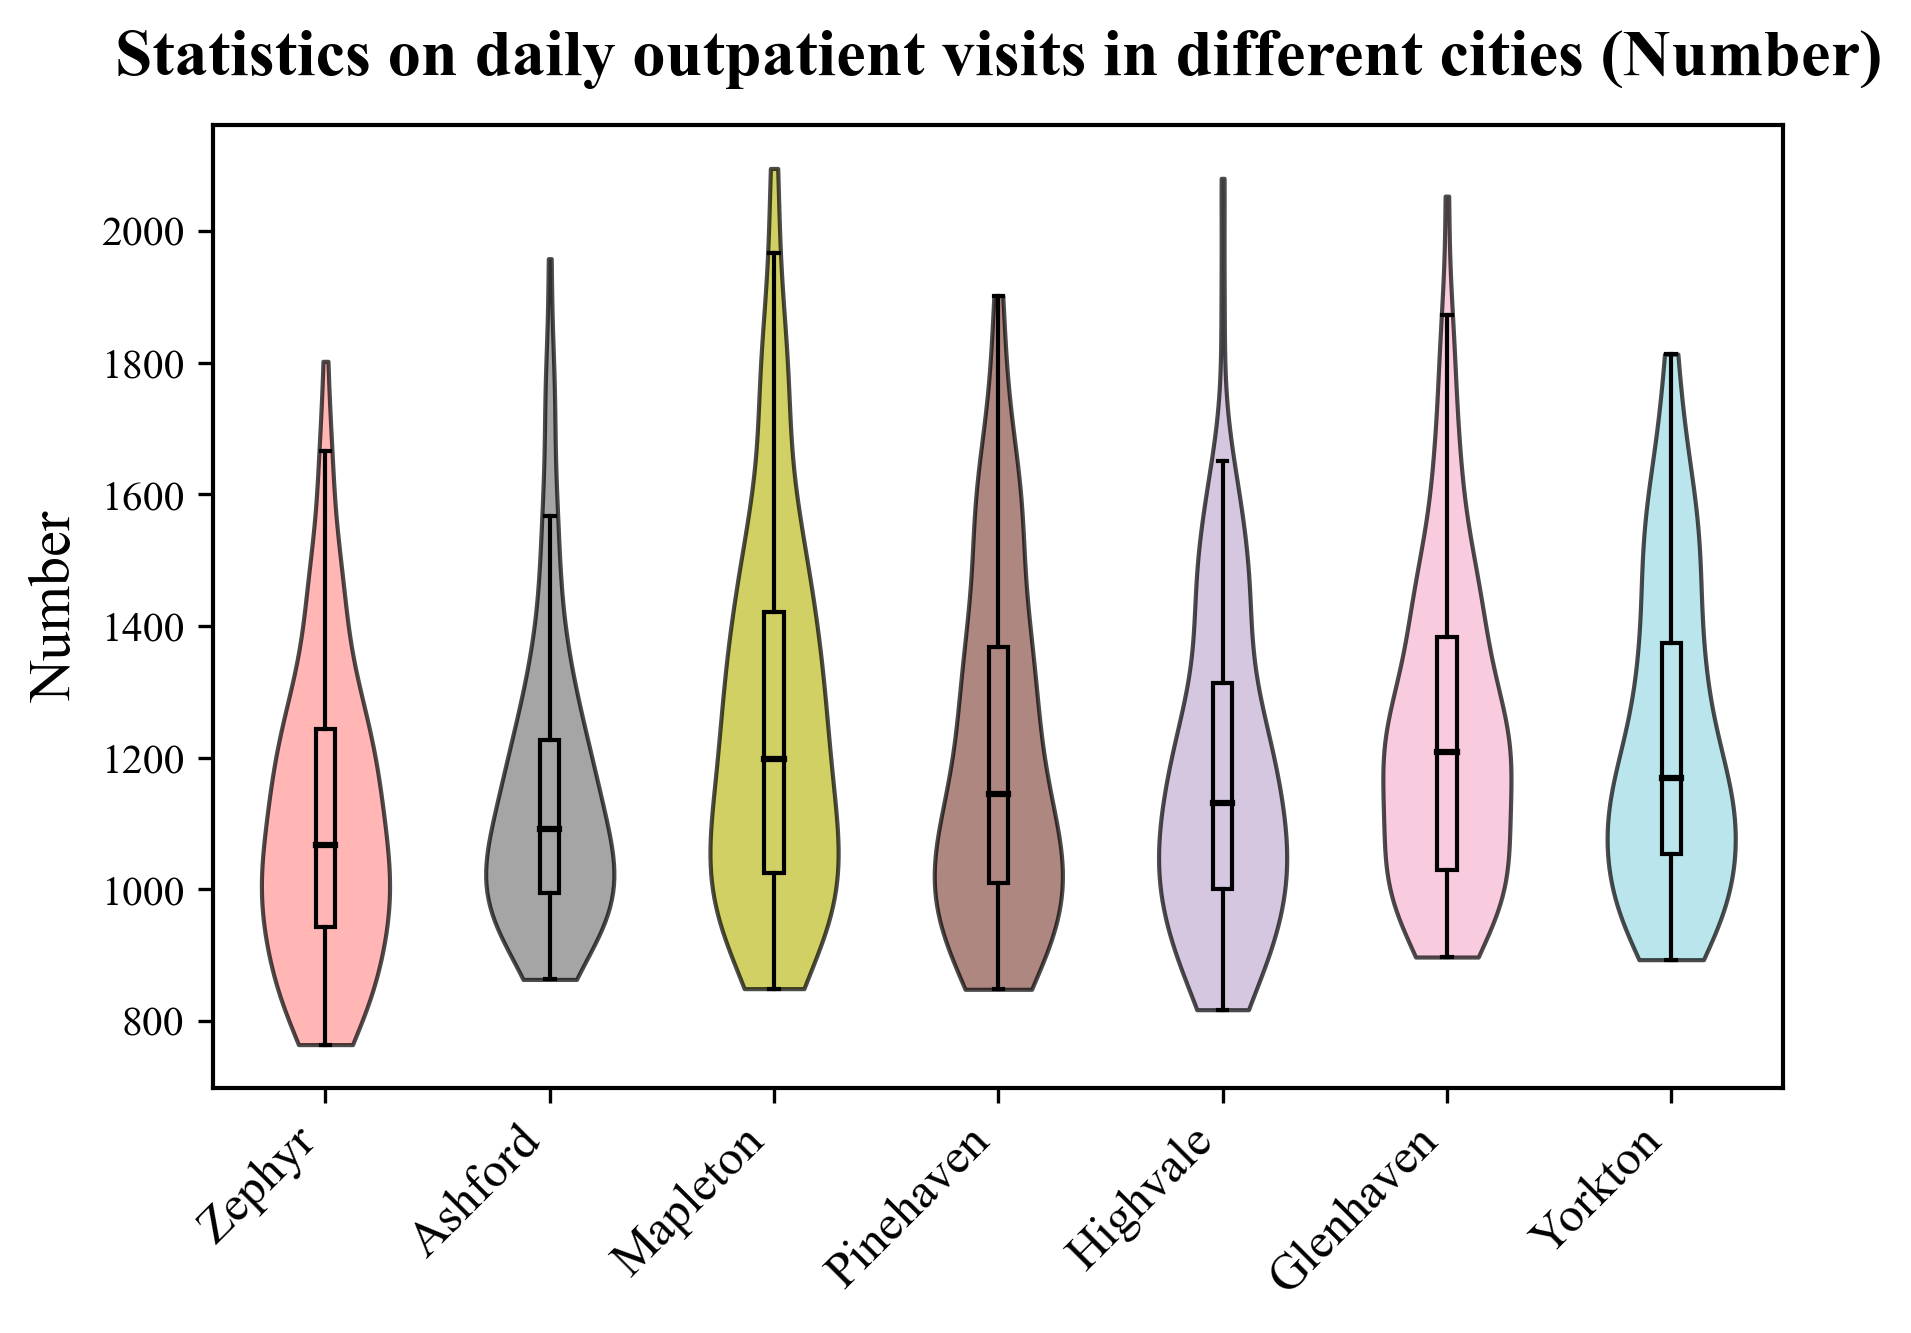 Statistics on daily outpatient visits in different cities (Number)
Number
2000
1800
1600
1400
1200
1000
800
Zephyr
Ashford
Mapleton
Pinehaven
Highvale
Glenhaven
Yorkton